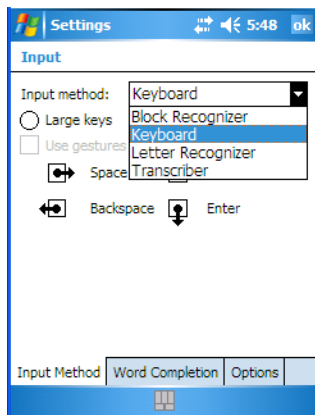 Settings 5:48 ok
Input
Input method: Keyboard
Block Recognizer
Large keys
Keyboard
Use gestures
Letter Recognizer
Transcriber
Space
Backspace Enter
Input Method Word Completion Options